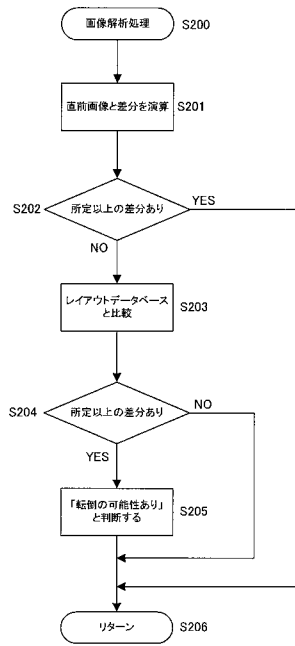 画像解析処理
S200
直前画像と差分を演算
S201
S202
所定以上の差分あり
YES
NO
レイアウトデータベース
と比較
S203
S204
所定以上の差分あり
NO
YES
「転倒の可能性あり」
と判断する
S205
リターン
S206